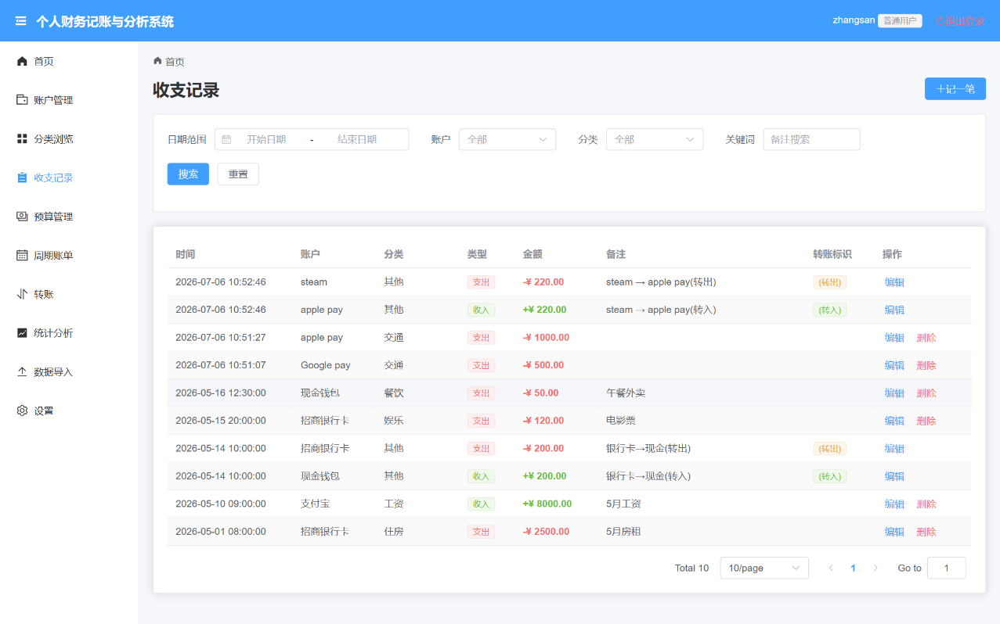 个人财务记账与分析系统
zhangsan 普通用户 退出登录
首页
账户管理
分类浏览
收支记录
预算管理
周期账单
转账
统计分析
数据导入
设置
首页
收支记录
+记一笔
日期范围 开始日期 - 结束日期 账户 全部 分类 全部 关键词 备注搜索
搜索 重置
时间 账户 分类 类型 金额 备注 转账标识 操作
2026-07-06 10:52:46 steam 其他 支出 -¥ 220.00 steam → apple pay(转出) (转出) 编辑
2026-07-06 10:52:46 apple pay 其他 收入 +¥ 220.00 steam → apple pay(转入) (转入) 编辑
2026-07-06 10:51:27 apple pay 交通 支出 -¥ 1000.00 编辑 删除
2026-07-06 10:51:07 Google pay 交通 支出 -¥ 500.00 编辑 删除
2026-05-16 12:30:00 现金钱包 餐饮 支出 -¥ 50.00 午餐外卖 编辑 删除
2026-05-15 20:00:00 招商银行卡 娱乐 支出 -¥ 120.00 电影票 编辑 删除
2026-05-14 10:00:00 招商银行卡 其他 支出 -¥ 200.00 银行卡→现金(转出) (转出) 编辑
2026-05-14 10:00:00 现金钱包 其他 收入 +¥ 200.00 银行卡→现金(转入) (转入) 编辑
2026-05-10 09:00:00 支付宝 工资 收入 +¥ 8000.00 5月工资 编辑 删除
2026-05-01 08:00:00 招商银行卡 住房 支出 -¥ 2500.00 5月房租 编辑 删除
Total 10 10/page 1 Go to 1